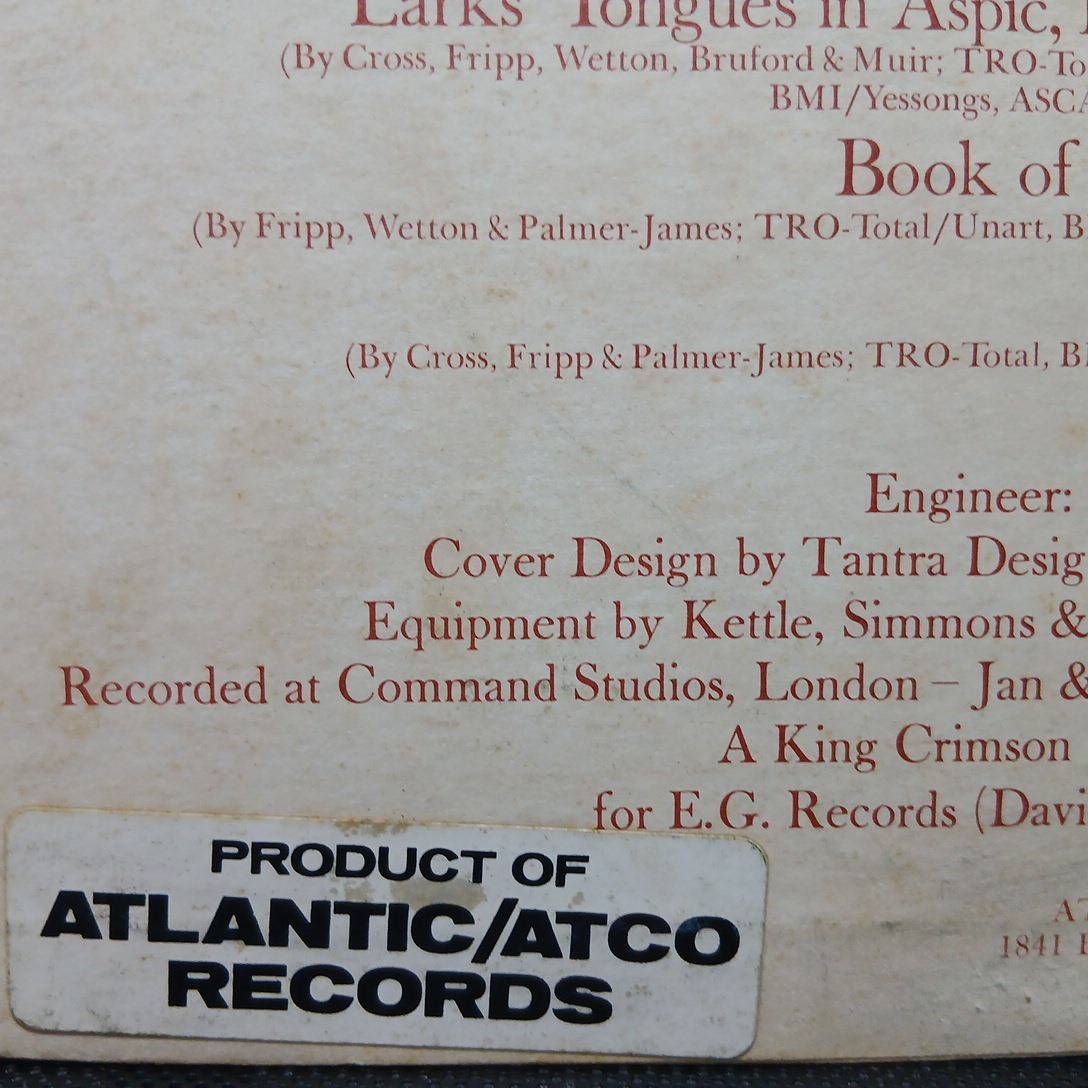 Larks' Tongues in Aspic,
(By Cross, Fripp, Wetton, Bruford & Muir; TRO-To
BMI/Yessongs, ASCA
Book of
(By Fripp, Wetton & Palmer-James; TRO-Total/Unart, B
(By Cross, Fripp & Palmer-James; TRO-Total, B
Engineer:
Cover Design by Tantra Desig
Equipment by Kettle, Simmons &
Recorded at Command Studios, London – Jan &
A King Crimson
for E.G. Records (Davi
A
1841
PRODUCT OF
ATLANTIC/ATCO
RECORDS